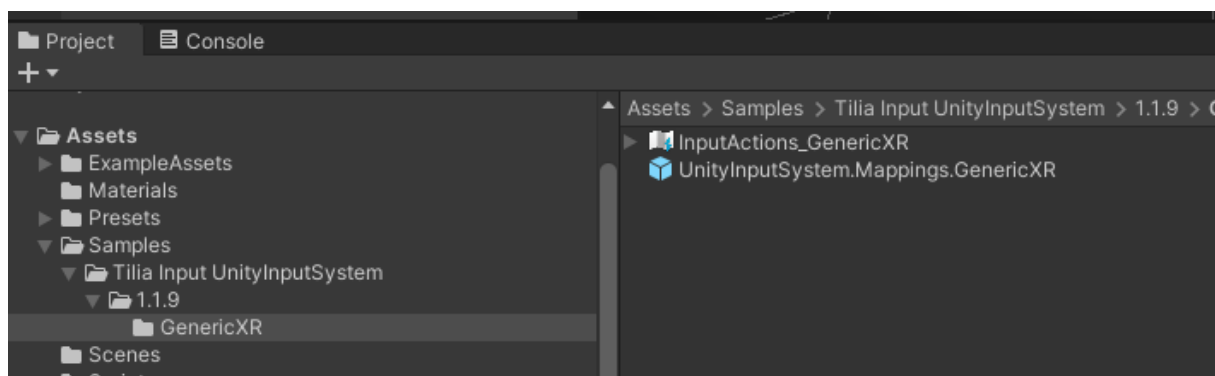 Project Console
Assets
ExampleAssets
Materials
Presets
Samples
Tilia Input UnityInputSystem
1.1.9
GenericXR
Scenes
Assets > Samples > Tilia Input UnityInputSystem > 1.1.9 >
InputActions_GenericXR
UnityInputSystem.Mappings.GenericXR